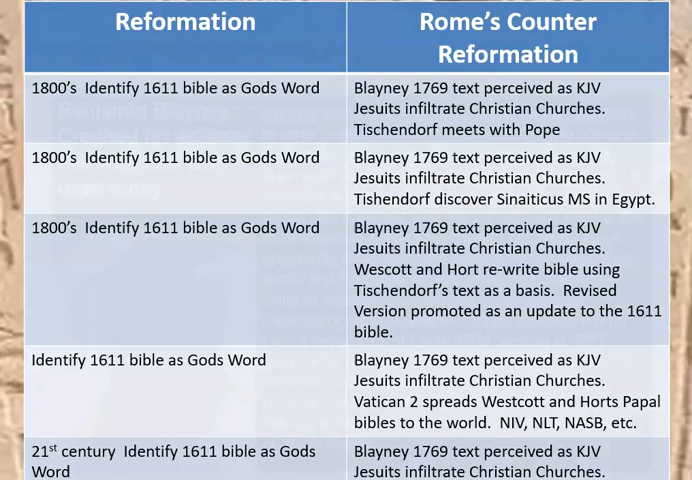 Reformation
Rome's Counter
Reformation
1800's Identify 1611 bible as Gods Word
Blayney 1769 text perceived as KJV
Jesuits infiltrate Christian Churches.
Tischendorf meets with Pope
1800's Identify 1611 bible as Gods Word
Blayney 1769 text perceived as KJV
Jesuits infiltrate Christian Churches.
Tishendorf discover Sinaiticus MS in Egypt.
1800's Identify 1611 bible as Gods Word
Blayney 1769 text perceived as KJV
Jesuits infiltrate Christian Churches.
Wescott and Hort re-write bible using
Tischendorf's text as a basis. Revised
Version promoted as an update to the 1611
bible.
Identify 1611 bible as Gods Word
Blayney 1769 text perceived as KJV
Jesuits infiltrate Christian Churches.
Vatican 2 spreads Westcott and Horts Papal
bibles to the world. NIV, NLT, NASB, etc.
21st century Identify 1611 bible as Gods
Word
Blayney 1769 text perceived as KJV
Jesuits infiltrate Christian Churches.